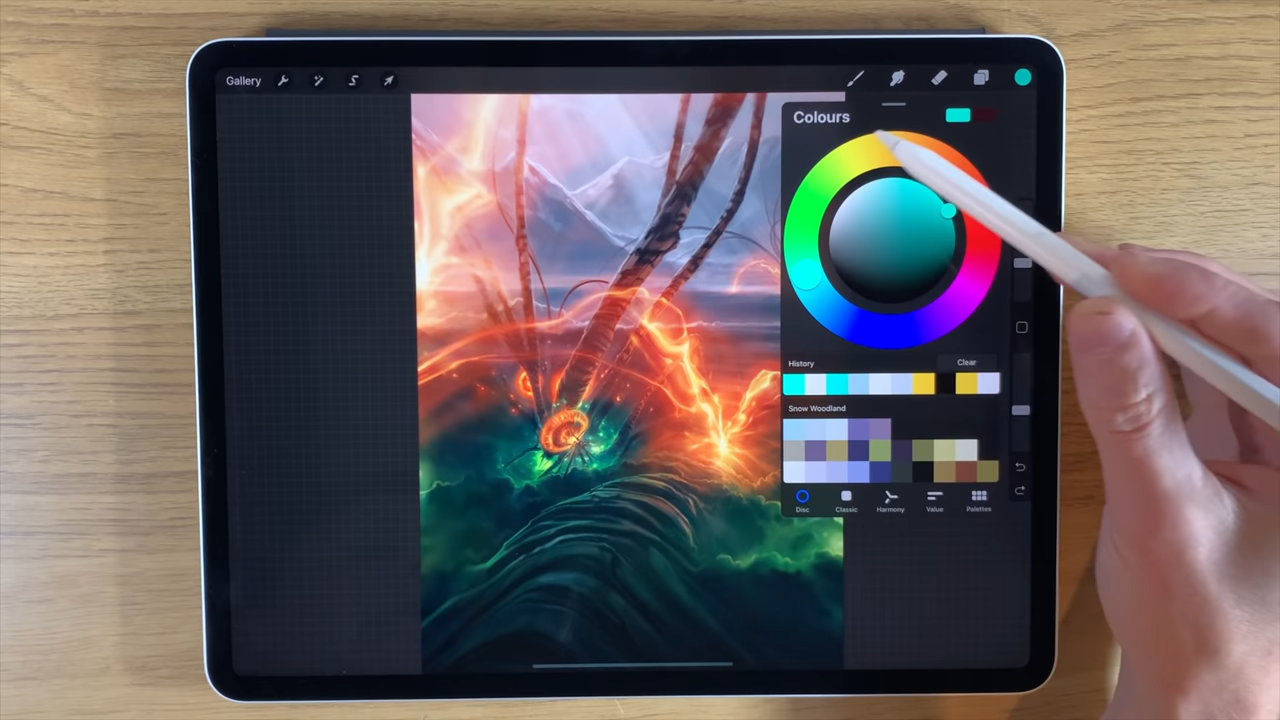 Gallery
Colours
History
Clear
Snow Woodland
Disc
Classic
Harmony
Value
Palettes